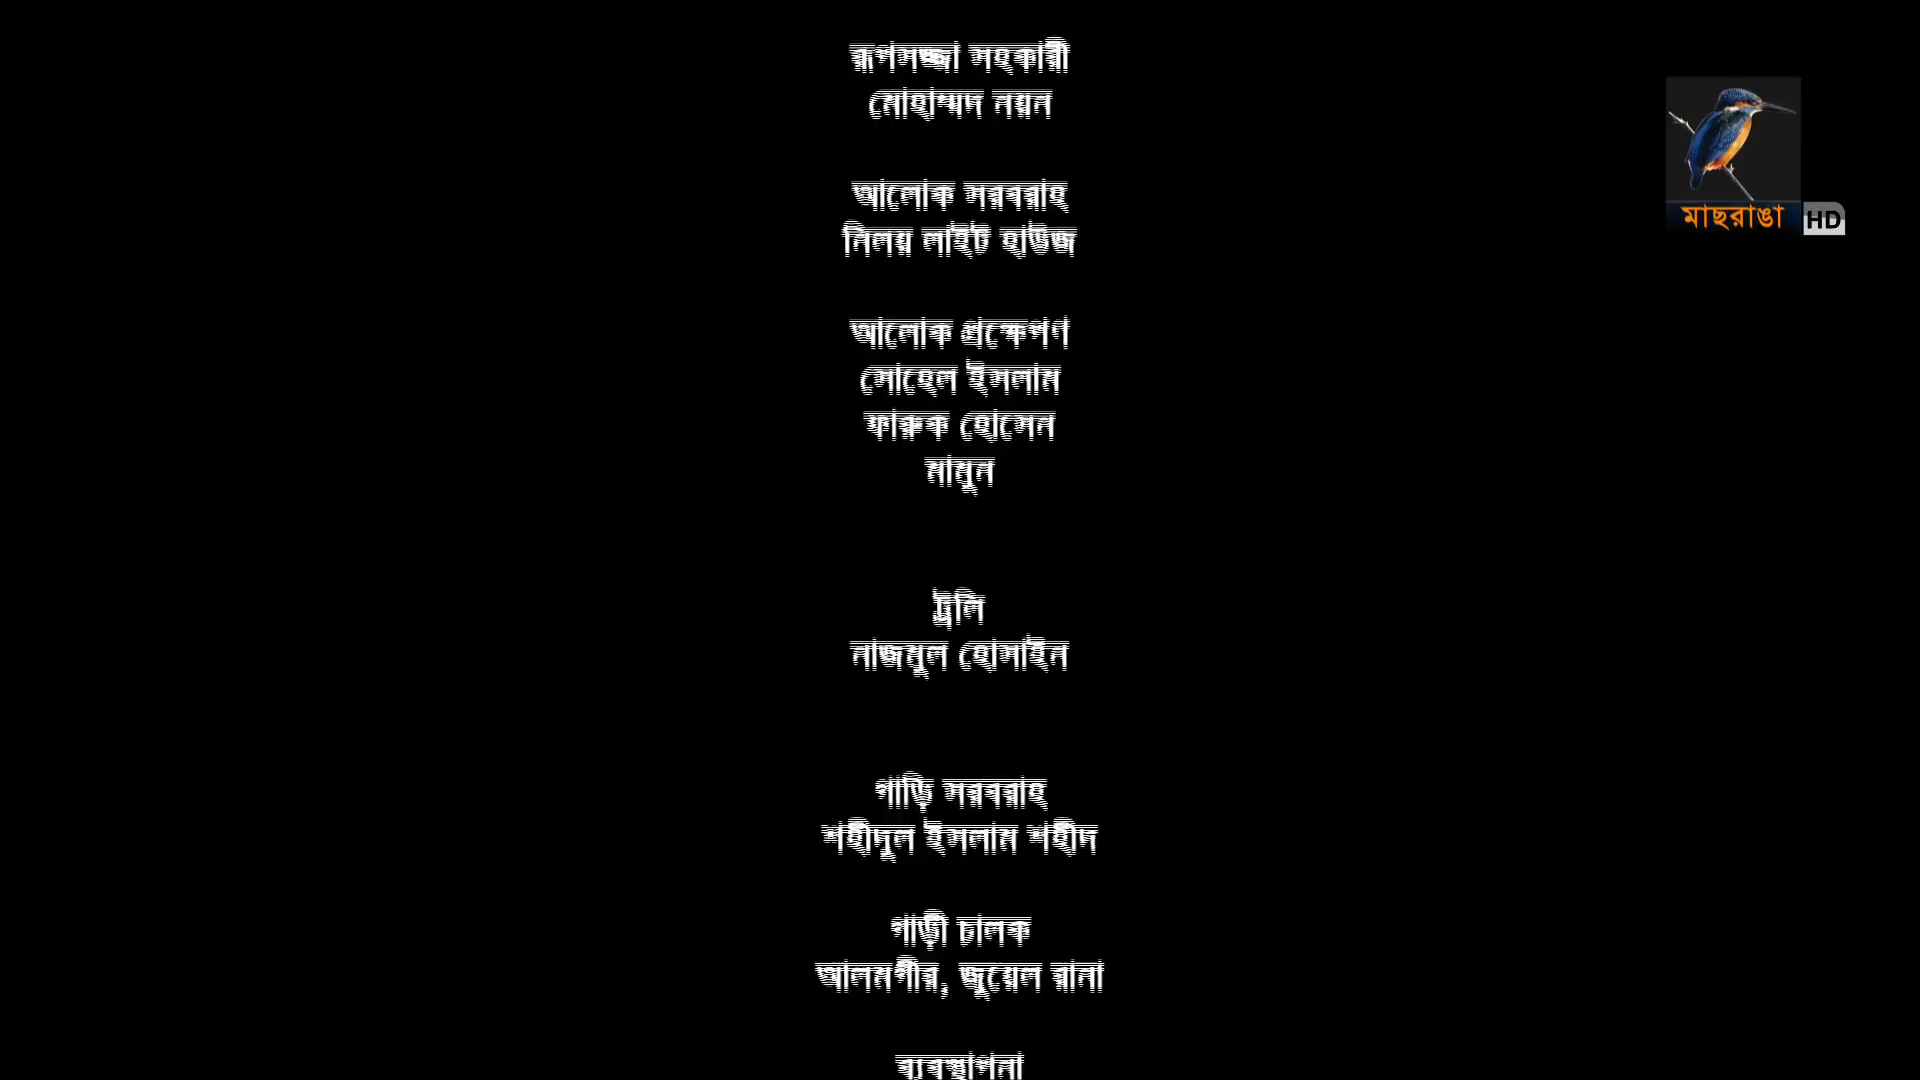 রূপসজ্জা সহকারী
মোহাম্মদ নয়ন
আলোক সরবরাহ
নিলয় লাইট হাউজ
আলোক প্রক্ষেপণ
সোহেল ইসলাম
ফারুক হোসেন
মামুন
ট্রলি
নাজমুল হোসাইন
গাড়ি সরবরাহ
শহীদুল ইসলাম শহীদ
গাড়ী চালক
আলমগীর, জুয়েল রানা
ব্যবস্থাপনা
মাছরাঙা HD